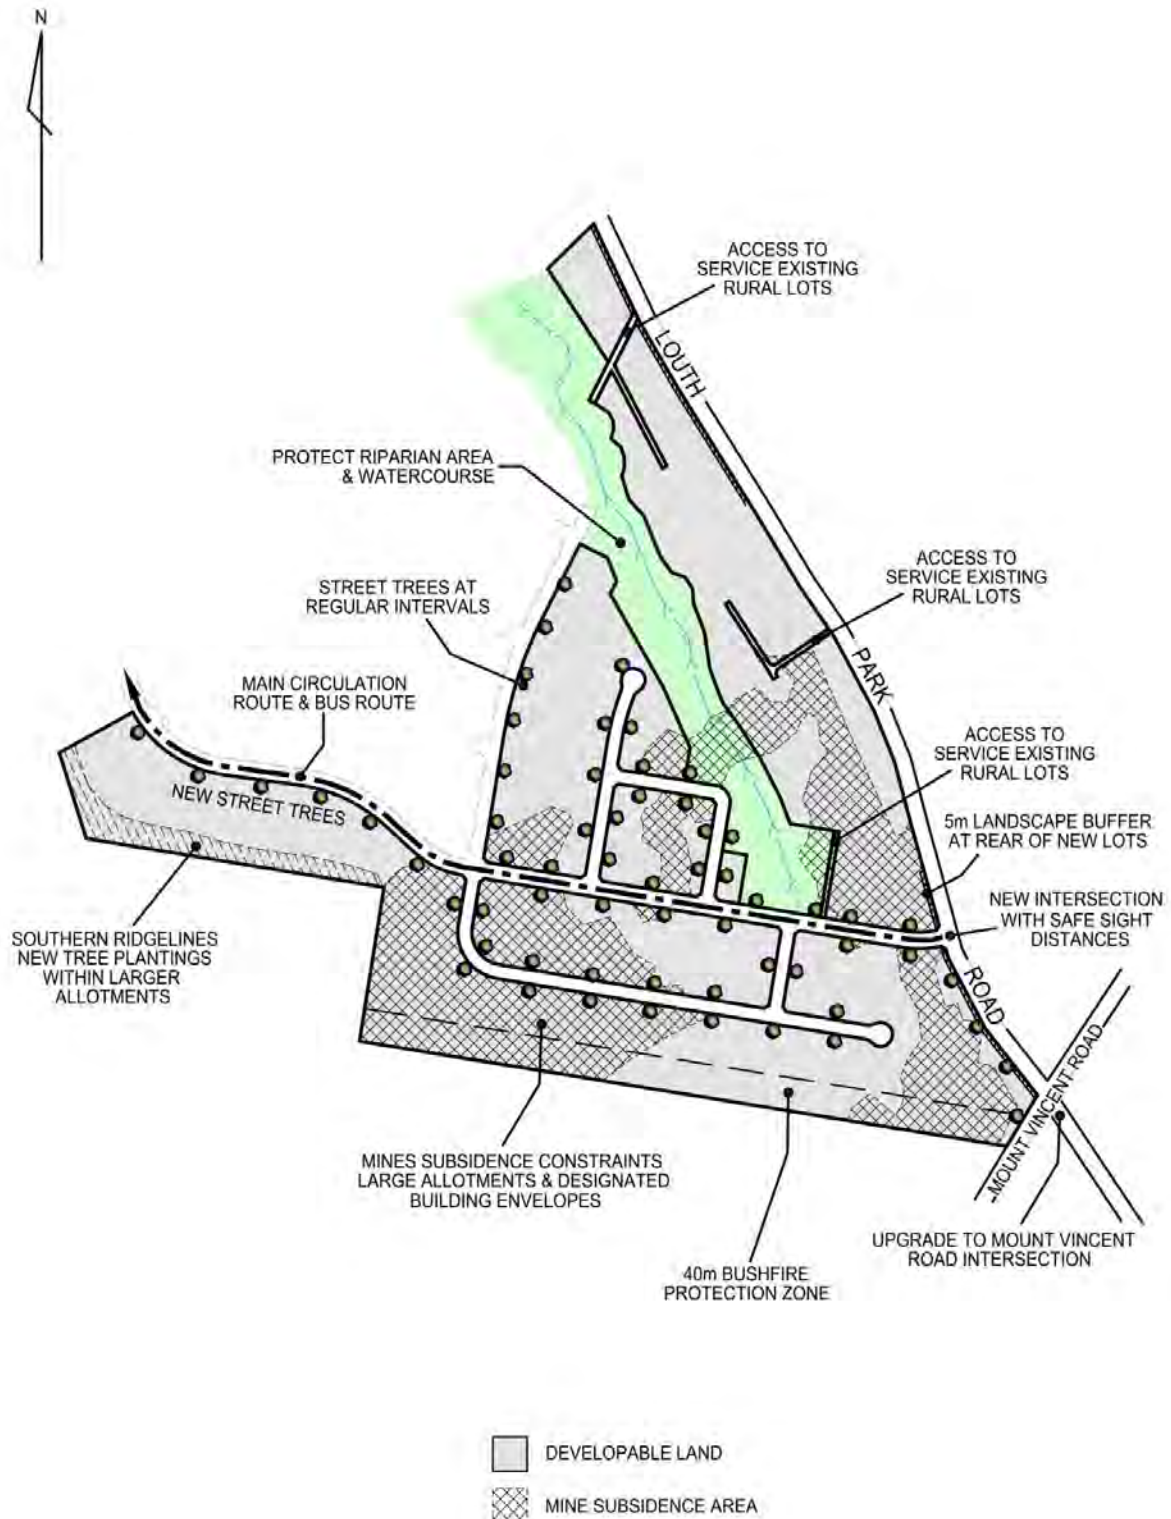 N
ACCESS TO
SERVICE EXISTING
RURAL LOTS
LOUTH
PROTECT RIPARIAN AREA
& WATERCOURSE
ACCESS TO
SERVICE EXISTING
RURAL LOTS
STREET TREES AT
REGULAR INTERVALS
PARK
MAIN CIRCULATION
ROUTE & BUS ROUTE
ACCESS TO
SERVICE EXISTING
RURAL LOTS
NEW STREET TREES
5m LANDSCAPE BUFFER
AT REAR OF NEW LOTS
NEW INTERSECTION
WITH SAFE SIGHT
DISTANCES
SOUTHERN RIDGELINES
NEW TREE PLANTINGS
WITHIN LARGER
ALLOTMENTS
ROAD
MOUNT VINCENT ROAD
MINES SUBSIDENCE CONSTRAINTS
LARGE ALLOTMENTS & DESIGNATED
BUILDING ENVELOPES
UPGRADE TO MOUNT VINCENT
ROAD INTERSECTION
40m BUSHFIRE
PROTECTION ZONE
DEVELOPABLE LAND
MINE SUBSIDENCE AREA